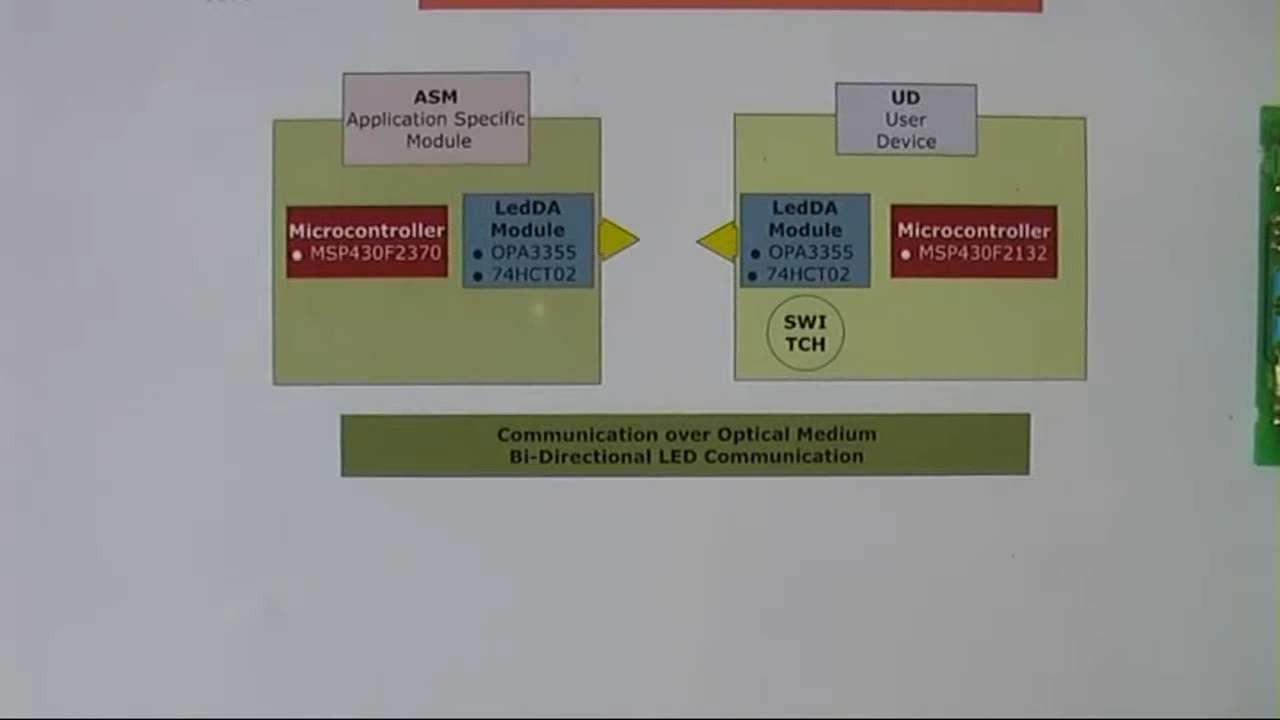 ASM
Application Specific
Module
Microcontroller
• MSP430F2370
LedDA
Module
• OPA3355
• 74HCT02
UD
User
Device
LedDA
Module
• OPA3355
• 74HCT02
Microcontroller
• MSP430F2132
SWI
TCH
Communication over Optical Medium
Bi-Directional LED Communication